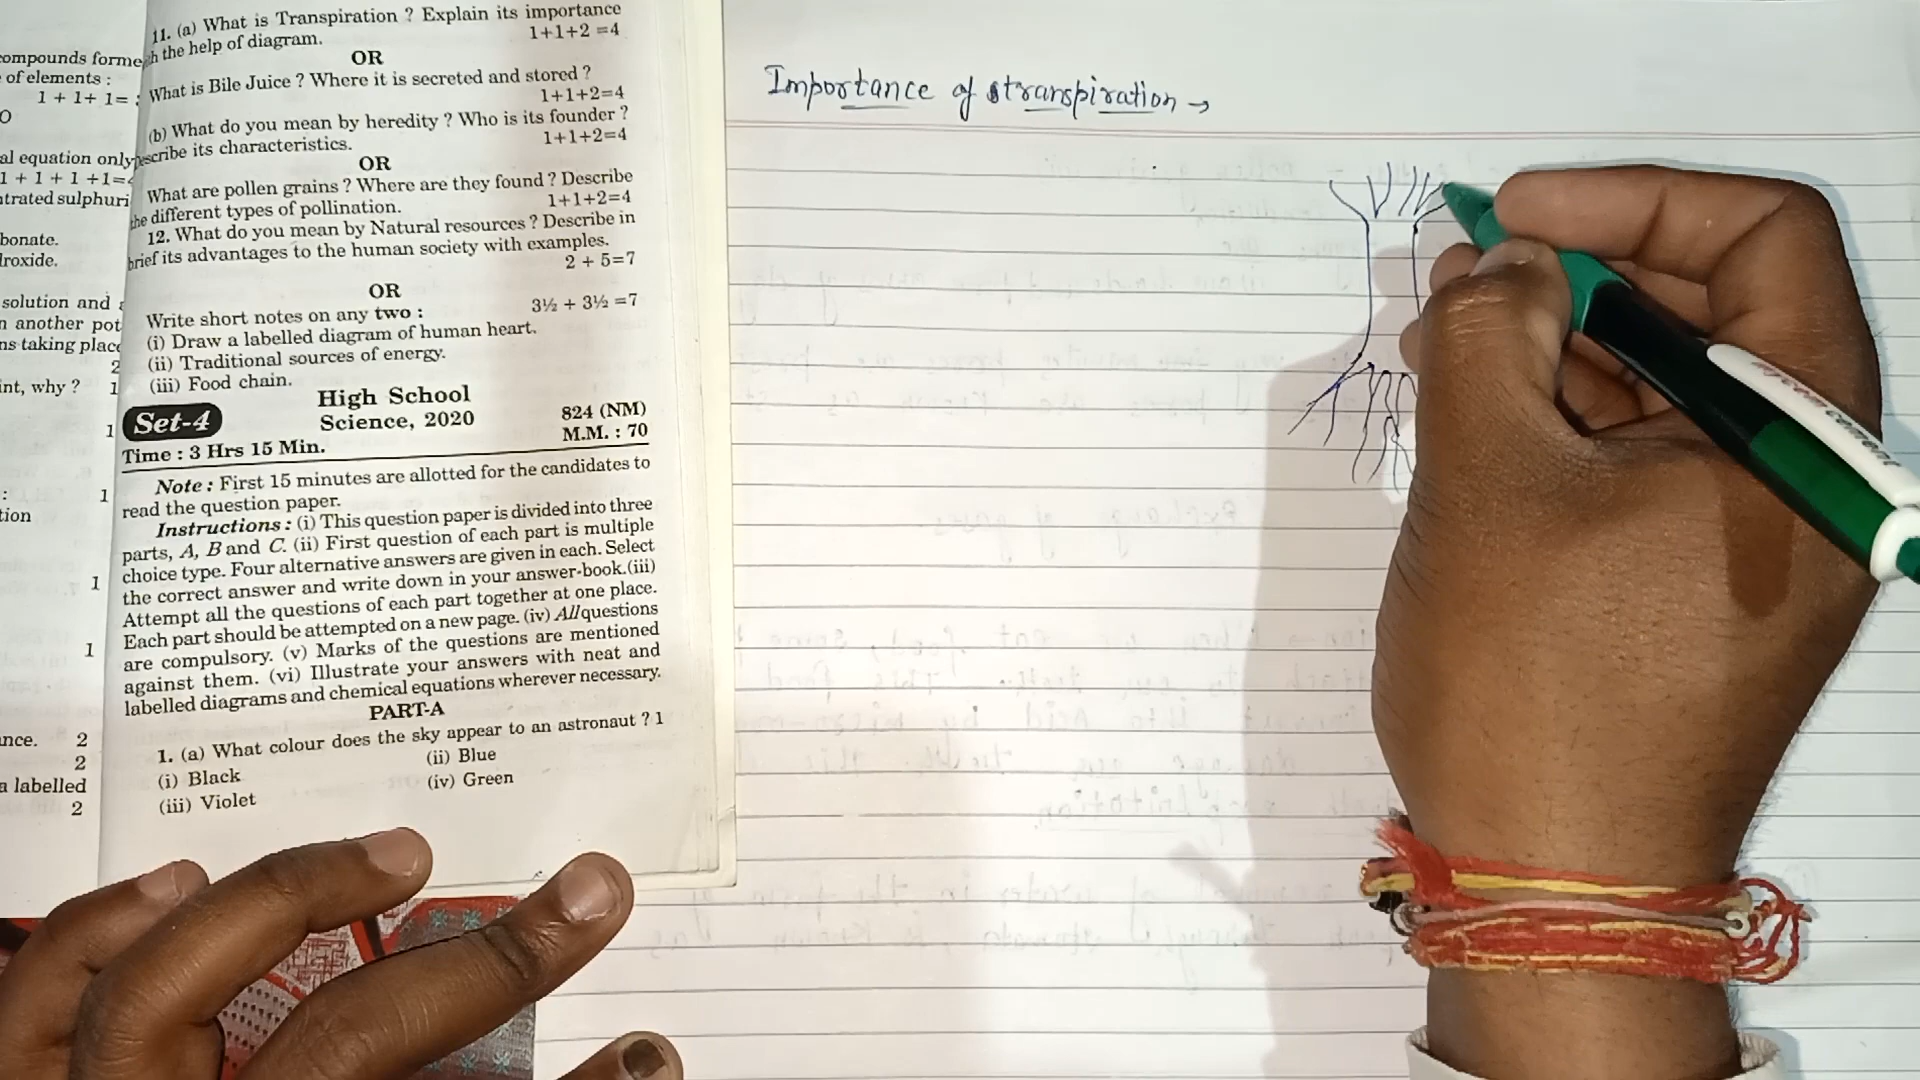 ompounds forme
of elements :
1 + 1+ 1= :
O
al equation only
1 + 1 + 1 +1=
trated sulphuri
bonate.
droxide.
solution and
n another pot
ns taking place
2
int, why ? 1
1
:
1
tion
1
1
nce. 2
2
a labelled
2
11. (a) What is Transpiration ? Explain its importance
h the help of diagram. 1+1+2 =4
OR
What is Bile Juice ? Where it is secreted and stored ?
1+1+2=4
(b) What do you mean by heredity ? Who is its founder ?
escribe its characteristics. 1+1+2=4
OR
What are pollen grains ? Where are they found ? Describe
the different types of pollination. 1+1+2=4
12. What do you mean by Natural resources ? Describe in
brief its advantages to the human society with examples.
2 + 5=7
OR
Write short notes on any two : 3½ + 3½ =7
(i) Draw a labelled diagram of human heart.
(ii) Traditional sources of energy.
(iii) Food chain.
High School
Set-4 Science, 2020 824 (NM)
Time : 3 Hrs 15 Min. M.M. : 70
Note : First 15 minutes are allotted for the candidates to
read the question paper.
Instructions : (i) This question paper is divided into three
parts, A, B and C. (ii) First question of each part is multiple
choice type. Four alternative answers are given in each. Select
the correct answer and write down in your answer-book.(iii)
Attempt all the questions of each part together at one place.
Each part should be attempted on a new page. (iv) All questions
are compulsory. (v) Marks of the questions are mentioned
against them. (vi) Illustrate your answers with neat and
labelled diagrams and chemical equations wherever necessary.
PART-A
1. (a) What colour does the sky appear to an astronaut ? 1
(i) Black (ii) Blue
(iii) Violet (iv) Green
Importance of transpiration →